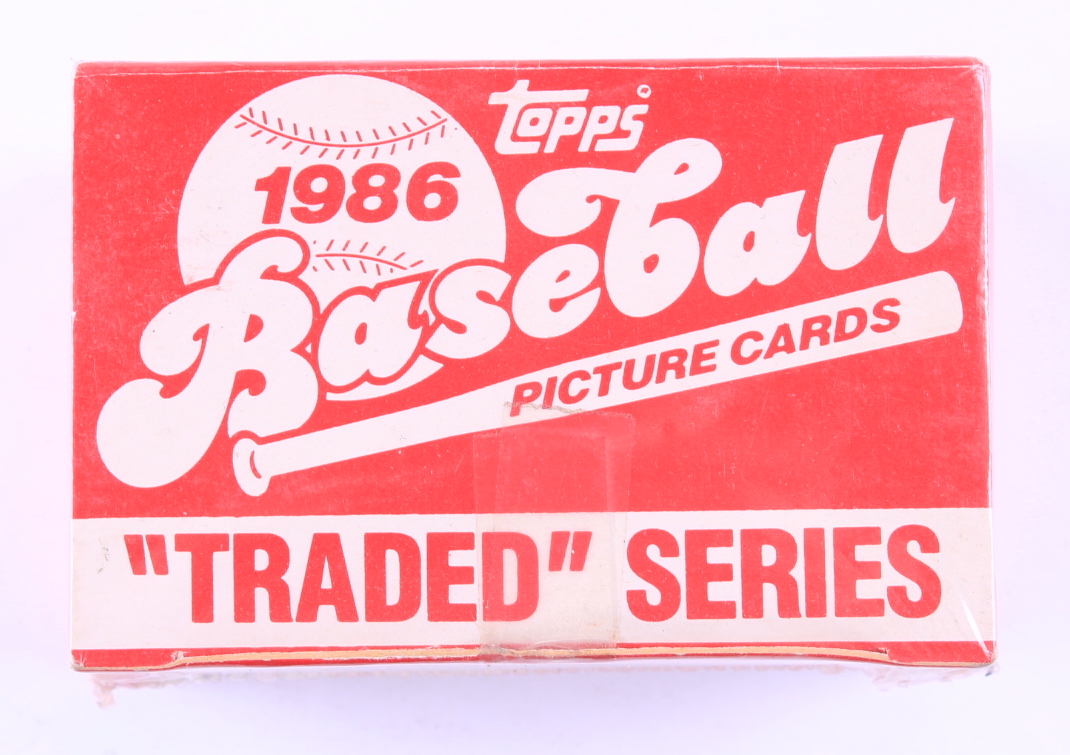 topps®
1986
Baseball
PICTURE CARDS
"TRADED" SERIES